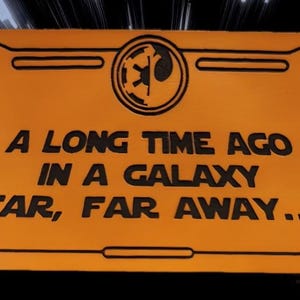 A LONG TIME AGO
IN A GALAXY
FAR, FAR AWAY..